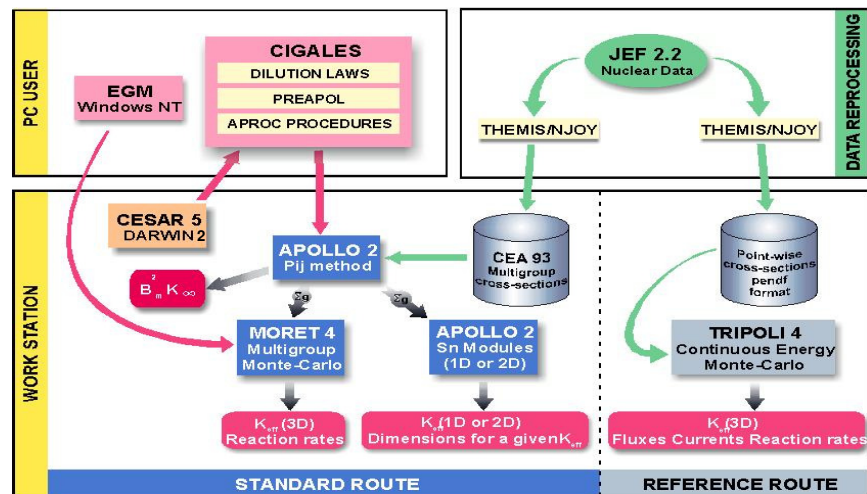 PC USER
EGM
Windows NT
CIGALES
DILUTION LAWS
PREAPOL
APROC PROCEDURES
JEF 2.2
Nuclear Data
THEMIS/NJOY
THEMIS/NJOY
DATA REPROCESSING
WORK STATION
CESAR 5
DARWIN 2
APOLLO 2
Pij method
CEA 93
Multigroup
cross-sections
Point-wise
cross-sections
pendf
format
B²m K∞
Σg
Σg
MORET 4
Multigroup
Monte-Carlo
APOLLO 2
Sn Modules
(1D or 2D)
TRIPOLI 4
Continuous Energy
Monte-Carlo
Keff (3D)
Reaction rates
Keff(1D or 2D)
Dimensions for a given Keff
Keff(3D)
Fluxes Currents Reaction rates
STANDARD ROUTE
REFERENCE ROUTE